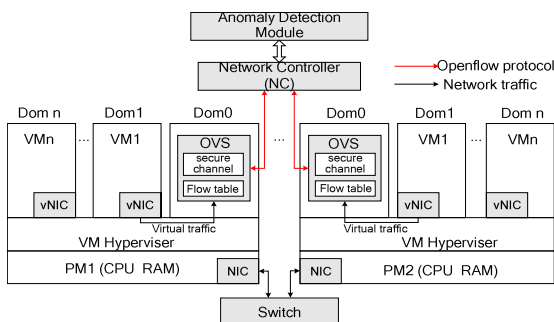 Anomaly Detection
Module
Network Controller
(NC)
Openflow protocol
Network traffic
Dom n
Dom1
Dom0
...
Dom0
Dom1
Dom n
VMn
...
VM1
OVS
secure
channel
Flow table
OVS
secure
channel
Flow table
VM1
...
VMn
vNIC
vNIC
vNIC
vNIC
Virtual traffic
Virtual traffic
VM Hyperviser
VM Hyperviser
PM1 (CPU RAM)
NIC
NIC
PM2 (CPU RAM)
Switch